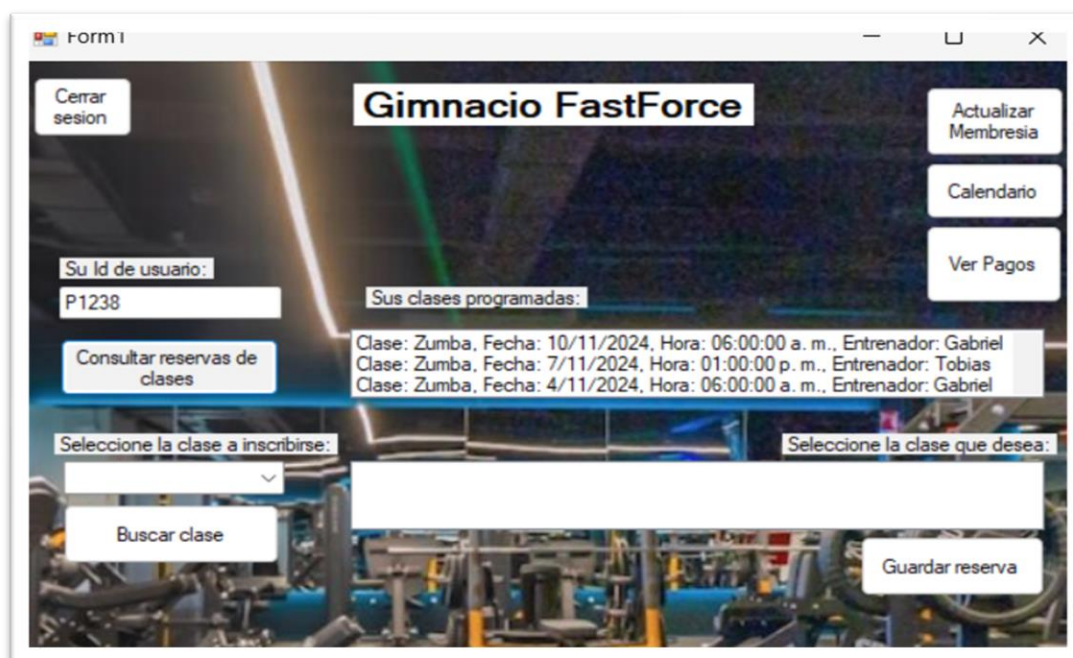 Form1
Cerrar
sesion
Gimnacio FastForce
Actualizar
Membresia
Calendario
Ver Pagos
Su Id de usuario:
P1238
Sus clases programadas:
Consultar reservas de
clases
Clase: Zumba, Fecha: 10/11/2024, Hora: 06:00:00 a. m., Entrenador: Gabriel
Clase: Zumba, Fecha: 7/11/2024, Hora: 01:00:00 p. m., Entrenador: Tobias
Clase: Zumba, Fecha: 4/11/2024, Hora: 06:00:00 a. m., Entrenador: Gabriel
Seleccione la clase a inscribirse:
Seleccione la clase que desea:
Buscar clase
Guardar reserva